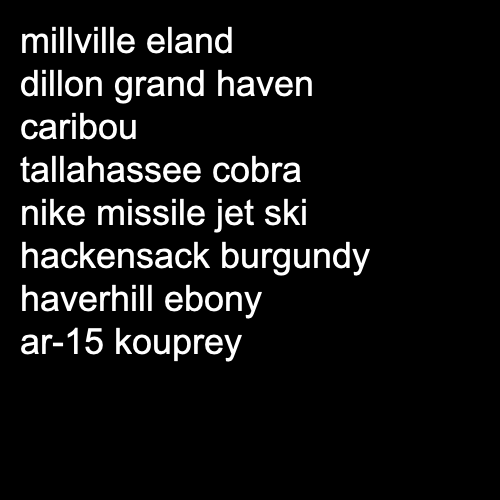 millville eland
dillon grand haven
caribou
tallahassee cobra
nike missile jet ski
hackensack burgundy
haverhill ebony
ar-15 kouprey